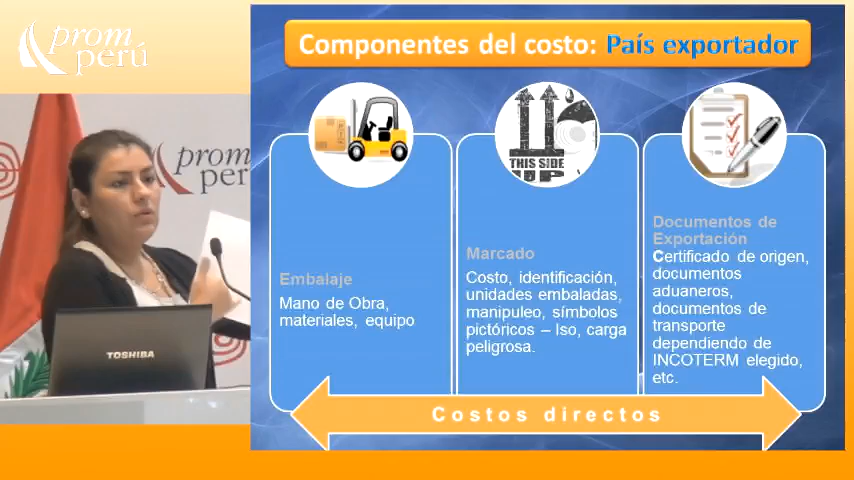 prom
perú
Componentes del costo: País exportador
prom
per
THIS SIDE
UP
Embalaje
Mano de Obra,
materiales, equipo
Marcado
Costo, identificación,
unidades embaladas,
manipuleo, símbolos
pictóricos – Iso, carga
peligrosa.
Documentos de
Exportación
Certificado de origen,
documentos
aduaneros,
documentos de
transporte
dependiendo de
INCOTERM elegido,
etc.
TOSHIBA
Costos directos